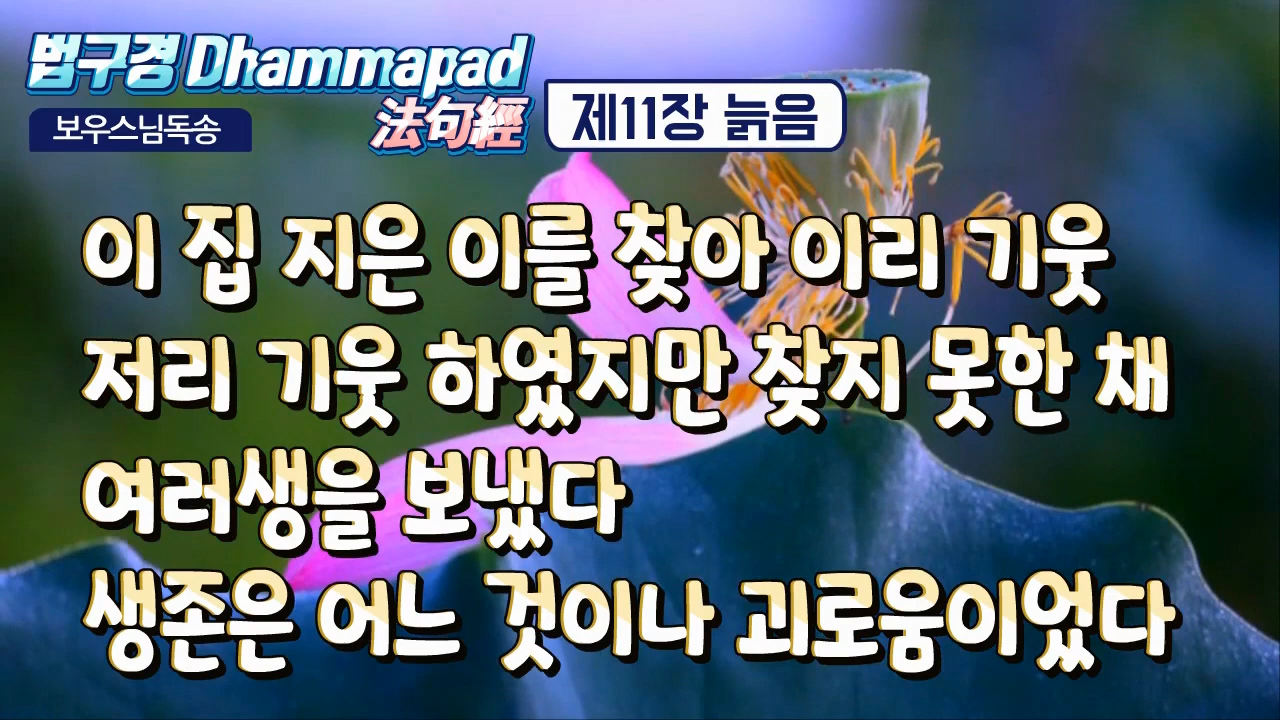 법구경 Dhammapad
法句經
보우스님독송
제11장 늙음
이 집 지은 이를 찾아 이리 기웃
저리 기웃 하였지만 찾지 못한 채
여러생을 보냈다
생존은 어느 것이나 괴로움이었다